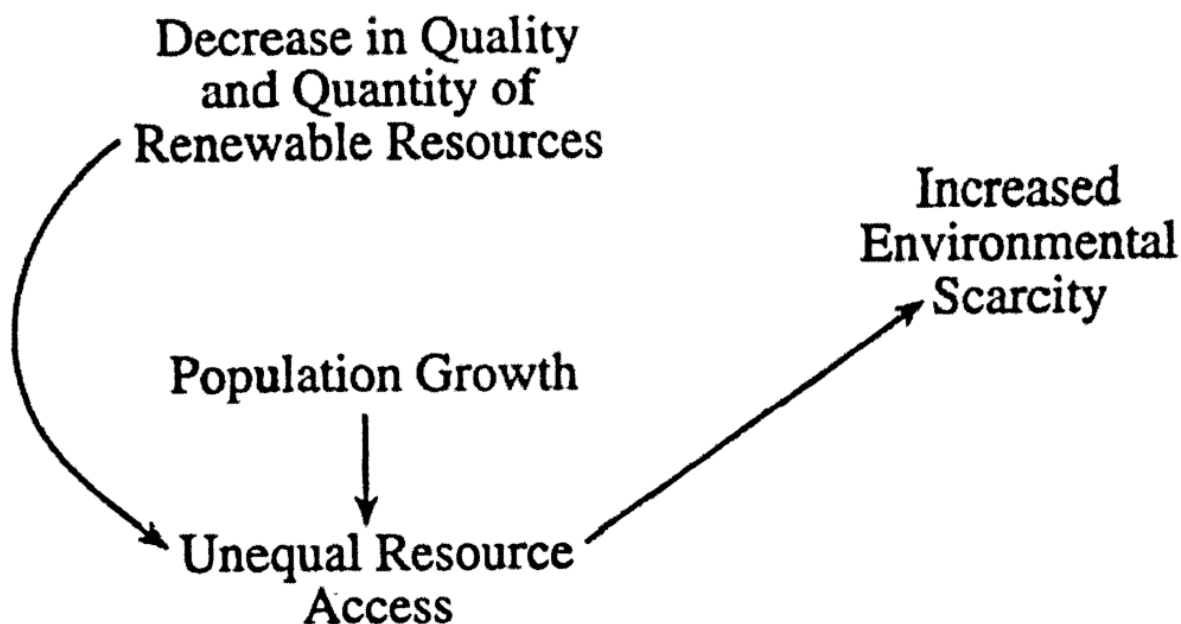 Decrease in Quality
and Quantity of
Renewable Resources
Increased
Environmental
Scarcity
Population Growth
Unequal Resource
Access